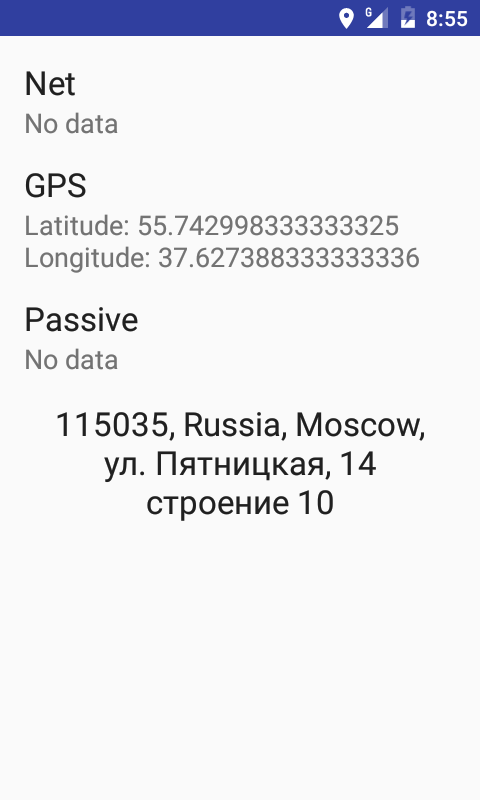 G 8:55
Net
No data
GPS
Latitude: 55.742998333333325
Longitude: 37.627388333333336
Passive
No data
115035, Russia, Moscow,
ул. Пятницкая, 14
строение 10